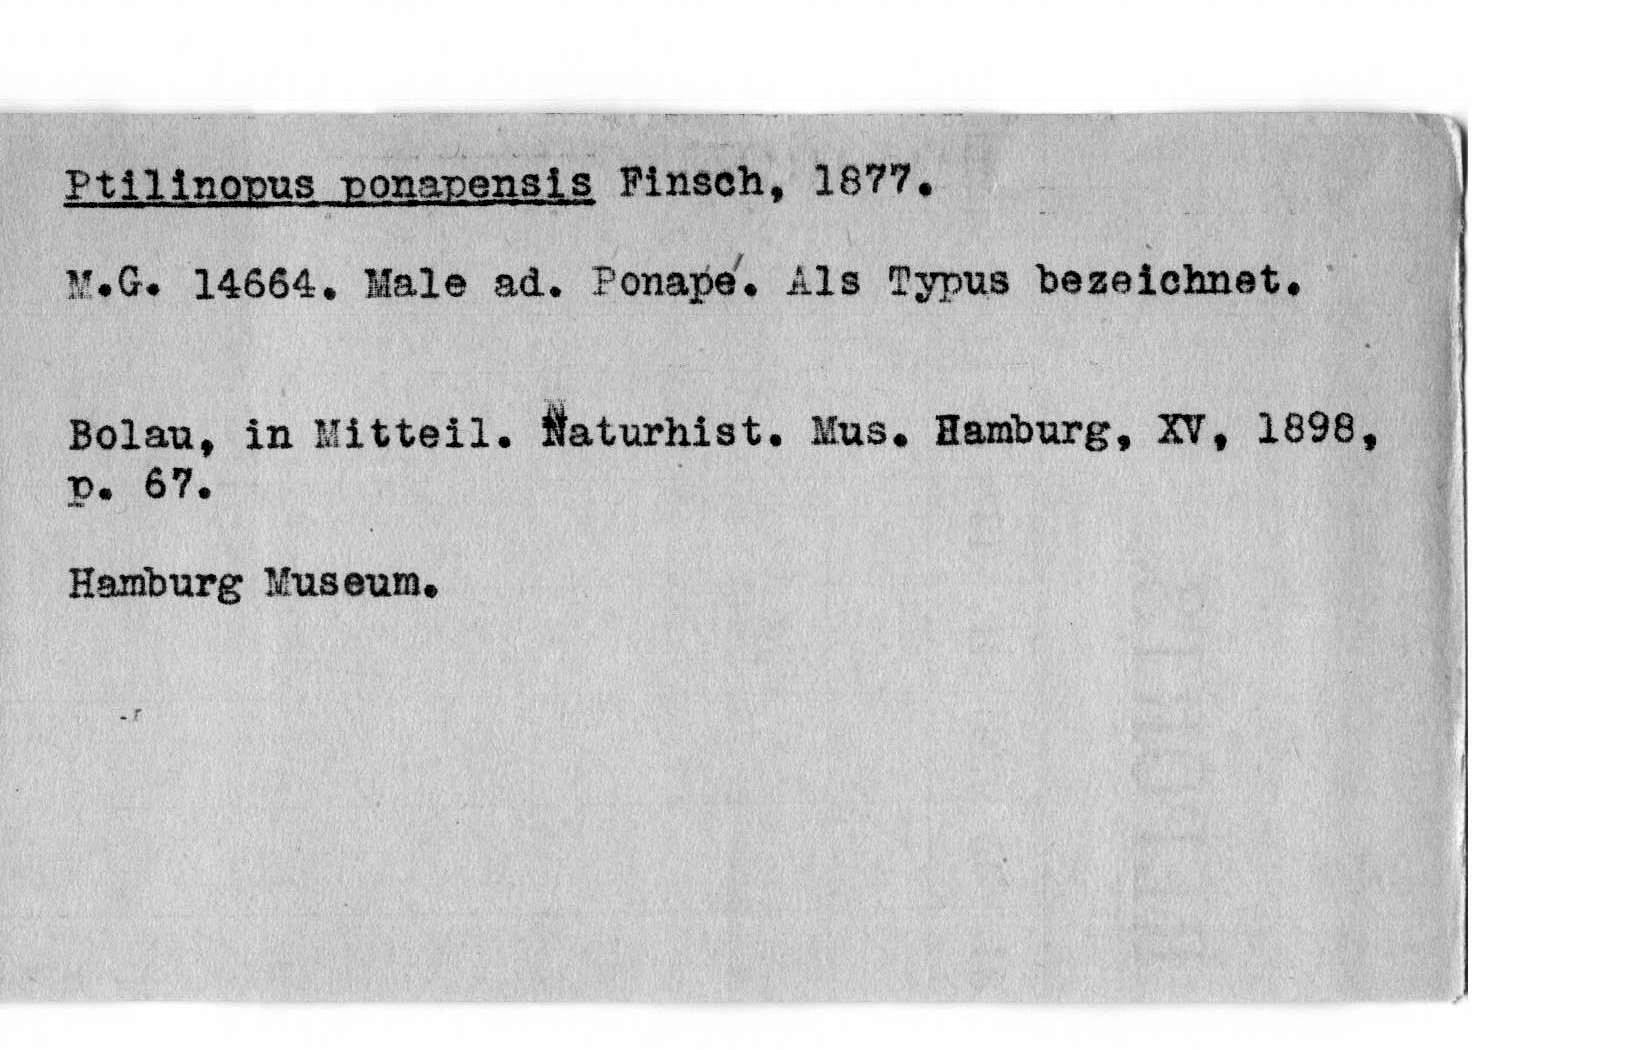 Ptilinopus ponapensis Finsch, 1877.
M.G. 14664. Male ad. Ponapé. Als Typus bezeichnet.
Bolau, in Mitteil. Naturhist. Mus. Hamburg, XV, 1898,
p. 67.
Hamburg Museum.